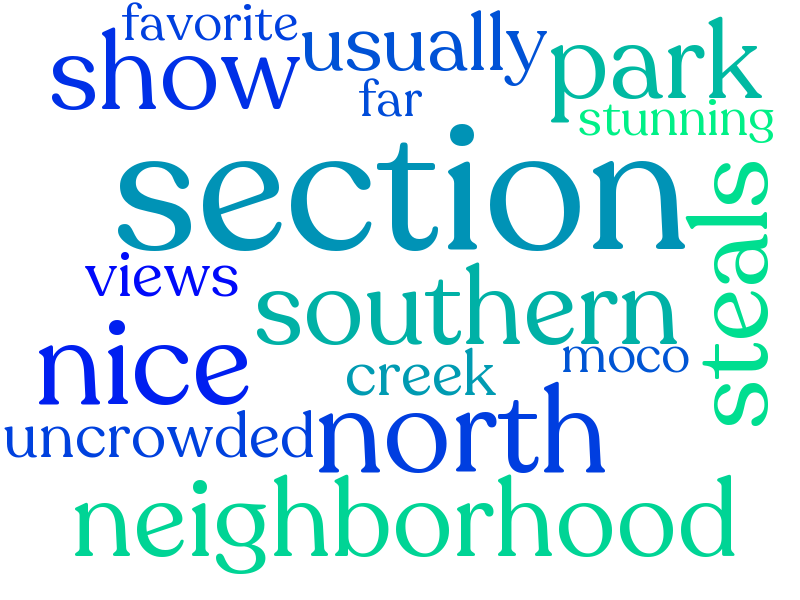 favorite
show
usually
far
park
stunning
section
steals
views
southern
nice
creek
moco
uncrowded
north
neighborhood